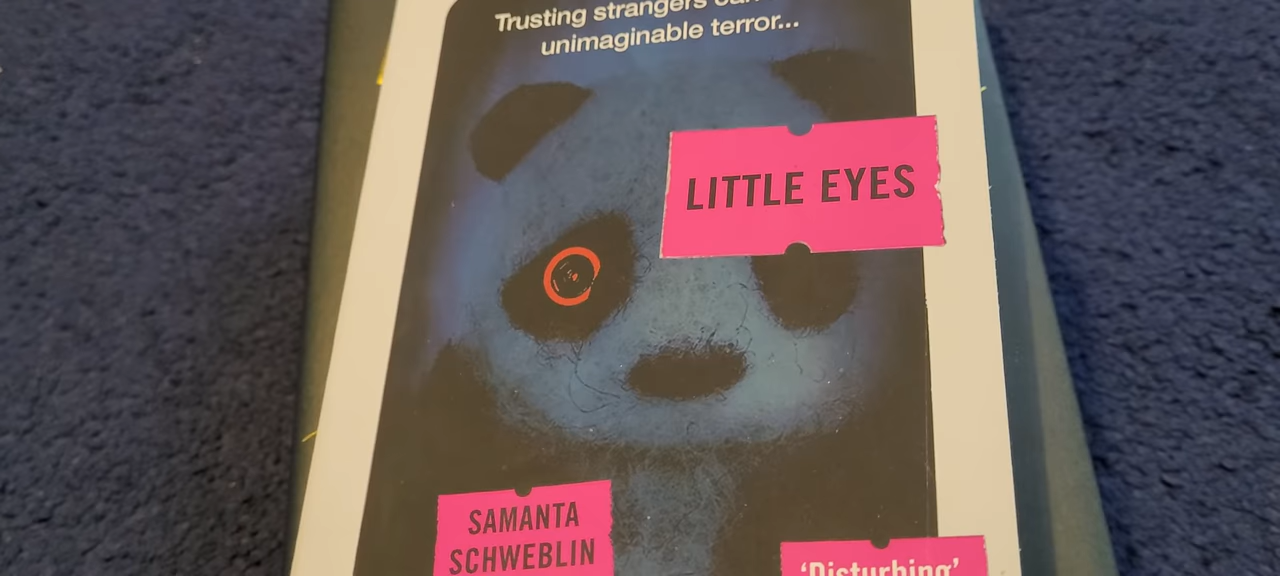 Trusting strangers can
unimaginable terror...
LITTLE EYES
SAMANTA
SCHWEBLIN
'Disturbing'